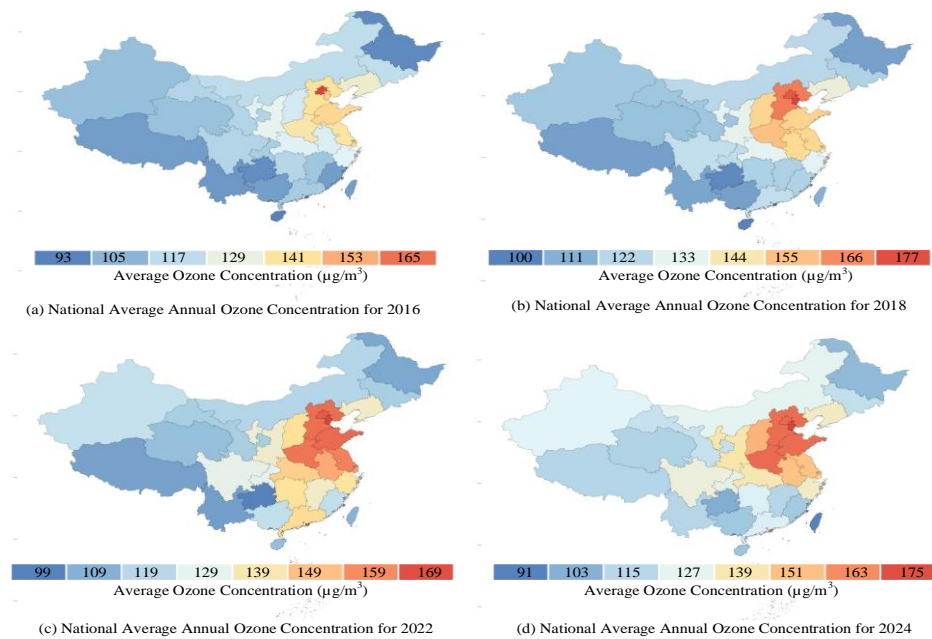 93 105 117 129 141 153 165
Average Ozone Concentration (µg/m³)
(a) National Average Annual Ozone Concentration for 2016
100 111 122 133 144 155 166 177
Average Ozone Concentration (µg/m³)
(b) National Average Annual Ozone Concentration for 2018
99 109 119 129 139 149 159 169
Average Ozone Concentration (µg/m³)
(c) National Average Annual Ozone Concentration for 2022
91 103 115 127 139 151 163 175
Average Ozone Concentration (µg/m³)
(d) National Average Annual Ozone Concentration for 2024